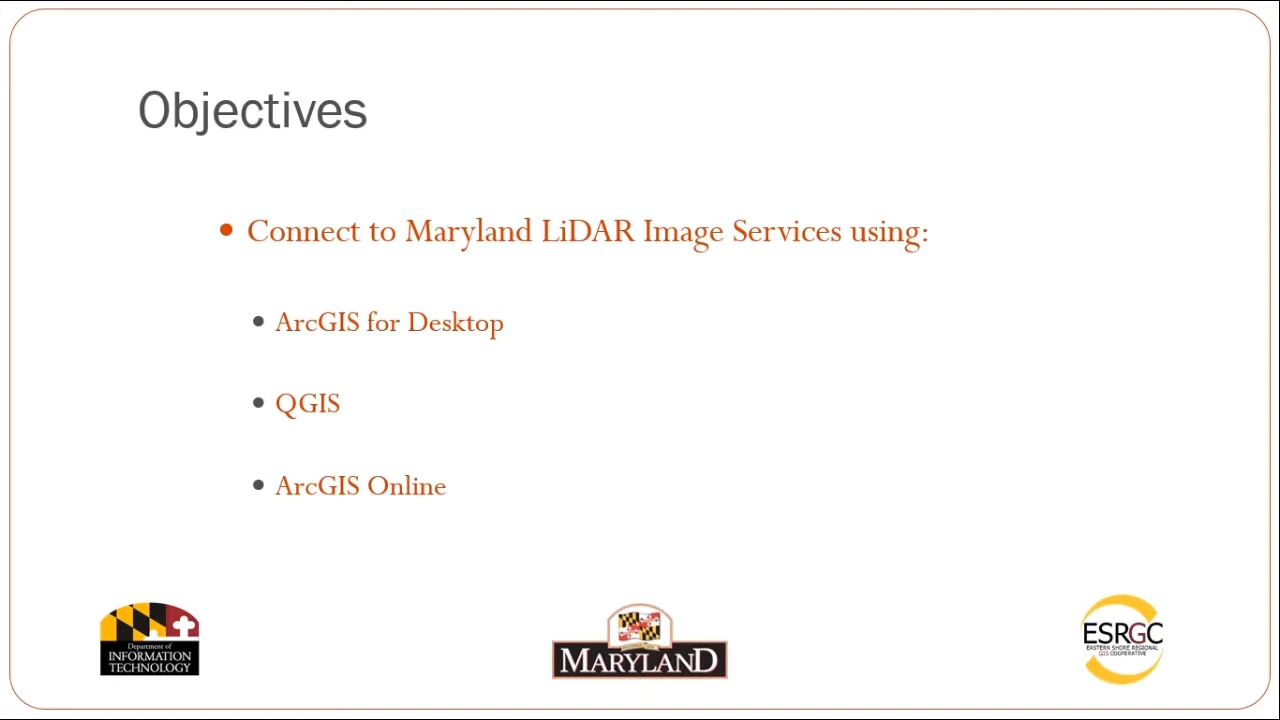 Objectives
Connect to Maryland LiDAR Image Services using:
ArcGIS for Desktop
QGIS
ArcGIS Online
Department of
INFORMATION
TECHNOLOGY
MARYLAND
ESRGC
EASTERN SHORE REGIONAL
GIS COOPERATIVE